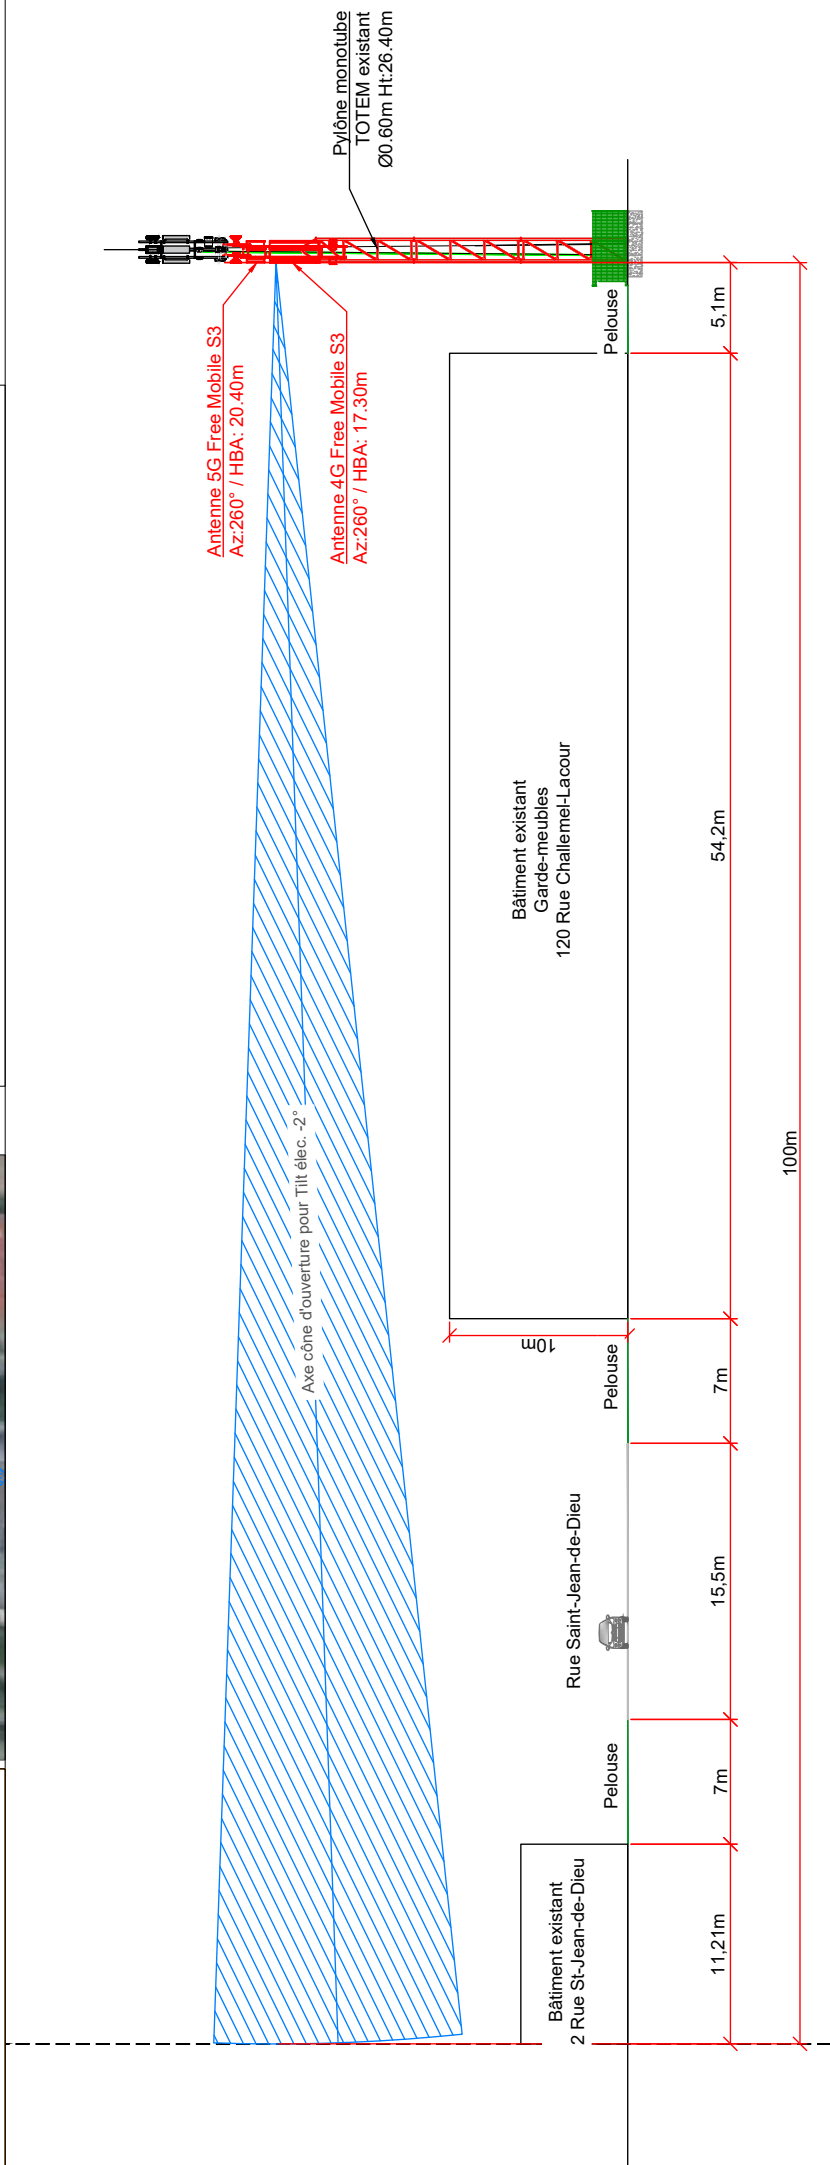 Pylône monotube
TOTEM existant
Ø0.60m Ht:26.40m
Antenne 5G Free Mobile S3
Az:260° / HBA: 20.40m
Antenne 4G Free Mobile S3
Az:260° / HBA: 17.30m
Axe cône d'ouverture pour Tilt élec. -2°
Bâtiment existant
2 Rue St-Jean-de-Dieu
Pelouse
Rue Saint-Jean-de-Dieu
Pelouse
10m
Bâtiment existant
Garde-meubles
120 Rue Challemel-Lacour
Pelouse
11,21m
7m
15,5m
7m
54,2m
5,1m
100m